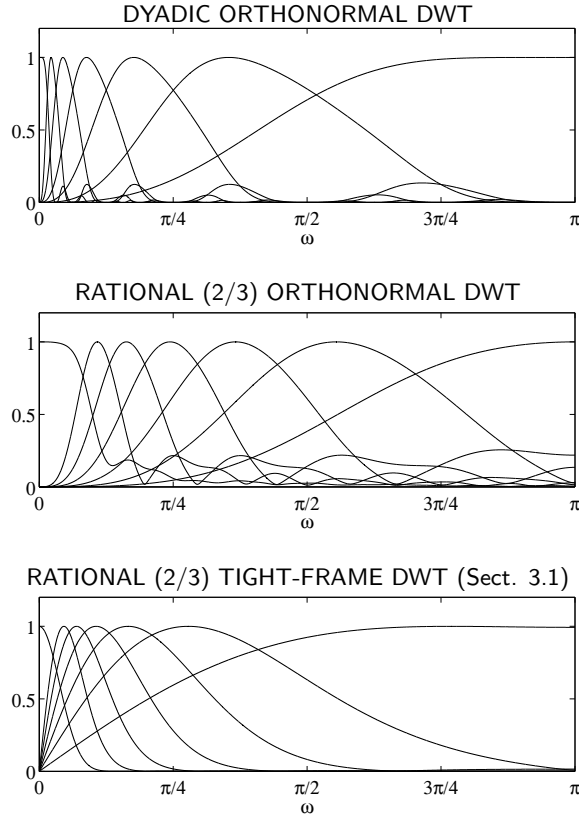 DYADIC ORTHONORMAL DWT
1
0.5
0
0 π/4 π/2 3π/4 π
ω
RATIONAL (2/3) ORTHONORMAL DWT
1
0.5
0
0 π/4 π/2 3π/4 π
ω
RATIONAL (2/3) TIGHT-FRAME DWT (Sect. 3.1)
1
0.5
0
0 π/4 π/2 3π/4 π
ω